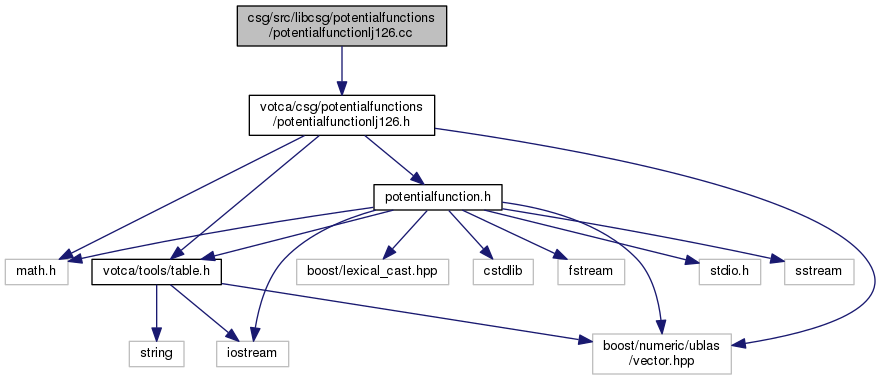 csg/src/libcsg/potentialfunctions
/potentialfunctionlj126.cc
votca/csg/potentialfunctions
/potentialfunctionlj126.h
potentialfunction.h
math.h
votca/tools/table.h
boost/lexical_cast.hpp
cstdlib
fstream
stdio.h
sstream
string
iostream
boost/numeric/ublas
/vector.hpp